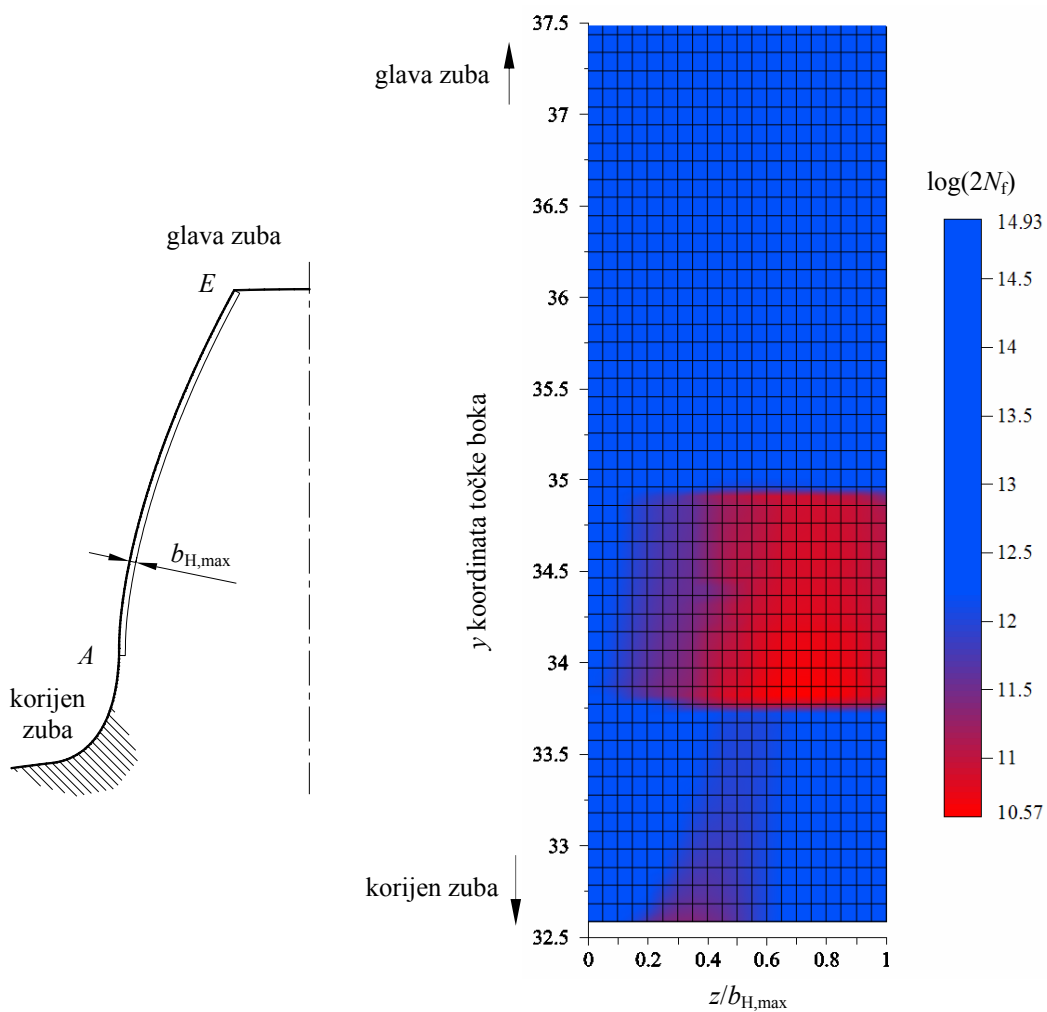 glava zuba
E
b_H,max
A
korijen
zuba
glava zuba
korijen zuba
y koordinata točke boka
37.5
37
36.5
36
35.5
35
34.5
34
33.5
33
32.5
0
0.2
0.4
0.6
0.8
1
z/b_H,max
log(2N_f)
14.93
14.5
14
13.5
13
12.5
12
11.5
11
10.57